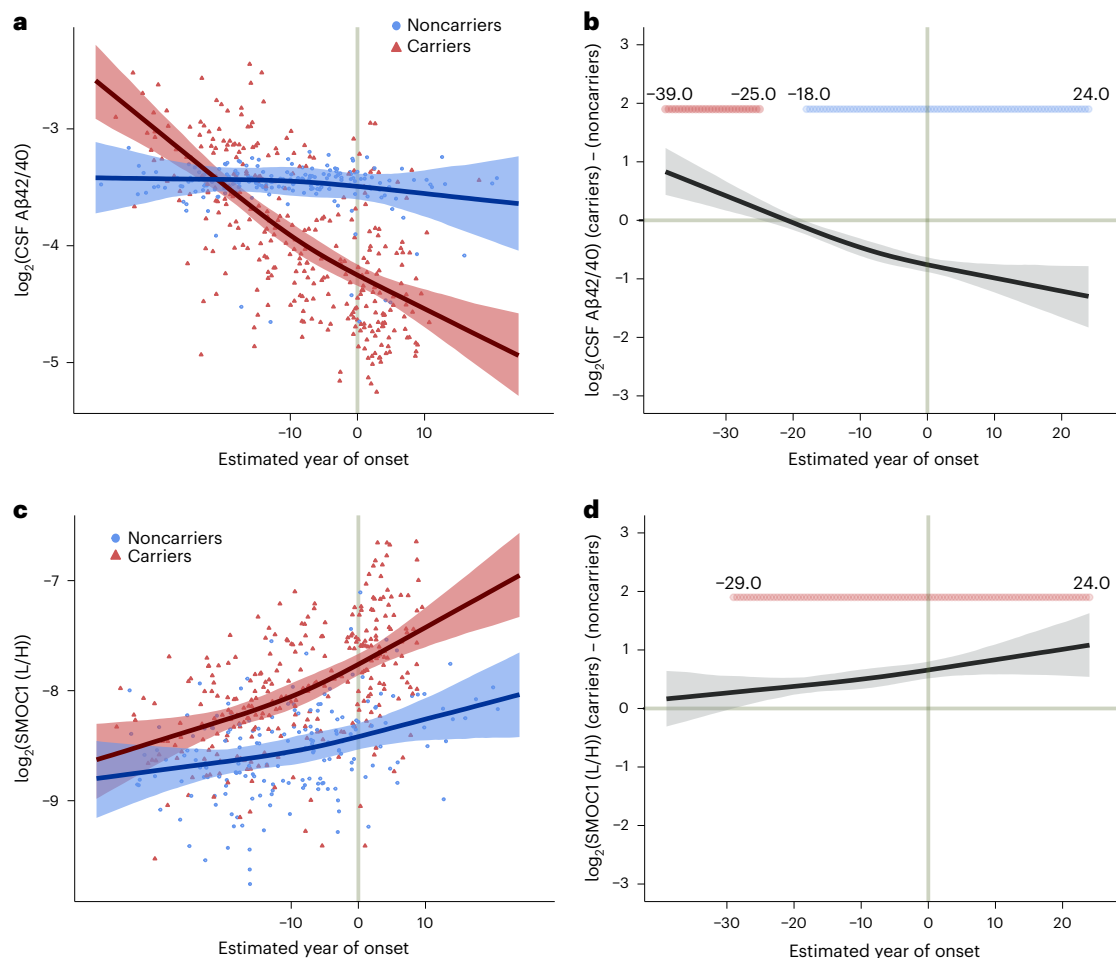 a
Noncarriers
Carriers
log₂(CSF Aβ42/40)
−3
−4
−5
−10 0 10
Estimated year of onset
b
log₂(CSF Aβ42/40) (carriers) − (noncarriers)
3
2
1
0
−1
−2
−3
−39.0 −25.0 −18.0 24.0
−30 −20 −10 0 10 20
Estimated year of onset
c
Noncarriers
Carriers
log₂(SMOC1 (L/H))
−7
−8
−9
−10 0 10
Estimated year of onset
d
log₂(SMOC1 (L/H)) (carriers) − (noncarriers)
3
2
1
0
−1
−2
−3
−29.0 24.0
−30 −20 −10 0 10 20
Estimated year of onset